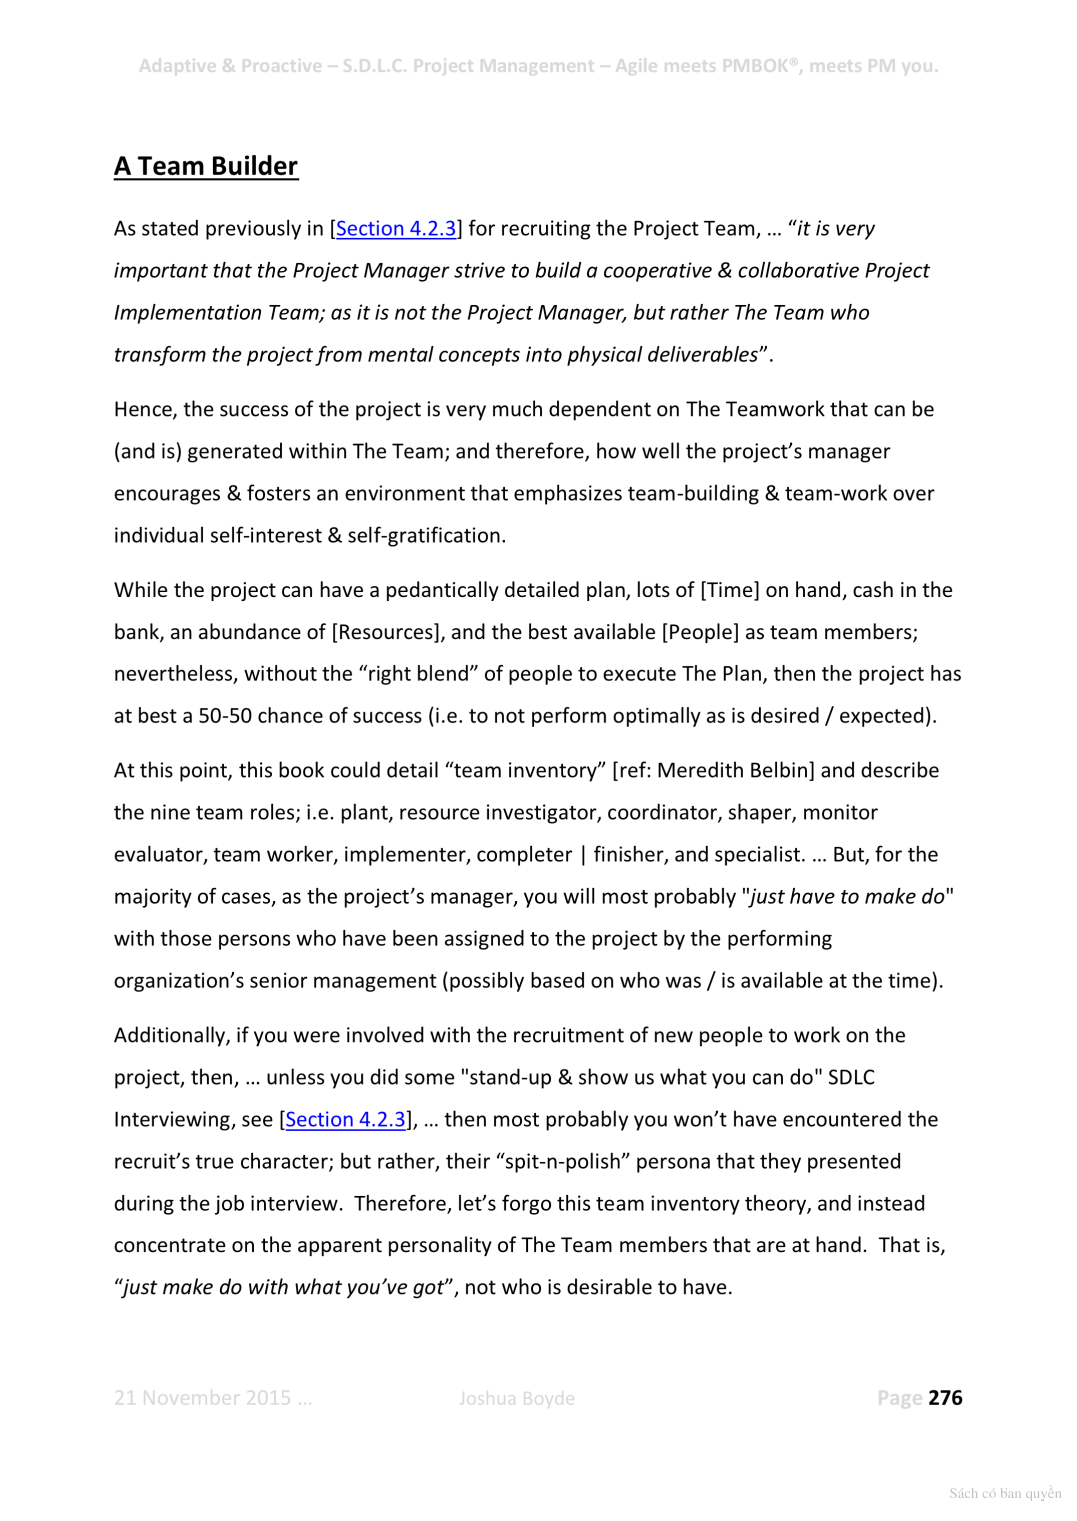 Adaptive & Proactive – S.D.L.C. Project Management – Agile meets PMBOK®, meets PM you.
A Team Builder
As stated previously in [Section 4.2.3] for recruiting the Project Team, … “it is very
important that the Project Manager strive to build a cooperative & collaborative Project
Implementation Team; as it is not the Project Manager, but rather The Team who
transform the project from mental concepts into physical deliverables”.
Hence, the success of the project is very much dependent on The Teamwork that can be
(and is) generated within The Team; and therefore, how well the project’s manager
encourages & fosters an environment that emphasizes team-building & team-work over
individual self-interest & self-gratification.
While the project can have a pedantically detailed plan, lots of [Time] on hand, cash in the
bank, an abundance of [Resources], and the best available [People] as team members;
nevertheless, without the “right blend” of people to execute The Plan, then the project has
at best a 50-50 chance of success (i.e. to not perform optimally as is desired / expected).
At this point, this book could detail “team inventory” [ref: Meredith Belbin] and describe
the nine team roles; i.e. plant, resource investigator, coordinator, shaper, monitor
evaluator, team worker, implementer, completer | finisher, and specialist. … But, for the
majority of cases, as the project’s manager, you will most probably "just have to make do"
with those persons who have been assigned to the project by the performing
organization’s senior management (possibly based on who was / is available at the time).
Additionally, if you were involved with the recruitment of new people to work on the
project, then, … unless you did some "stand-up & show us what you can do" SDLC
Interviewing, see [Section 4.2.3], … then most probably you won’t have encountered the
recruit’s true character; but rather, their “spit-n-polish” persona that they presented
during the job interview.  Therefore, let’s forgo this team inventory theory, and instead
concentrate on the apparent personality of The Team members that are at hand.  That is,
“just make do with what you’ve got”, not who is desirable to have.
21 November 2015 … Joshua Boyde Page 276
Sách có bản quyền